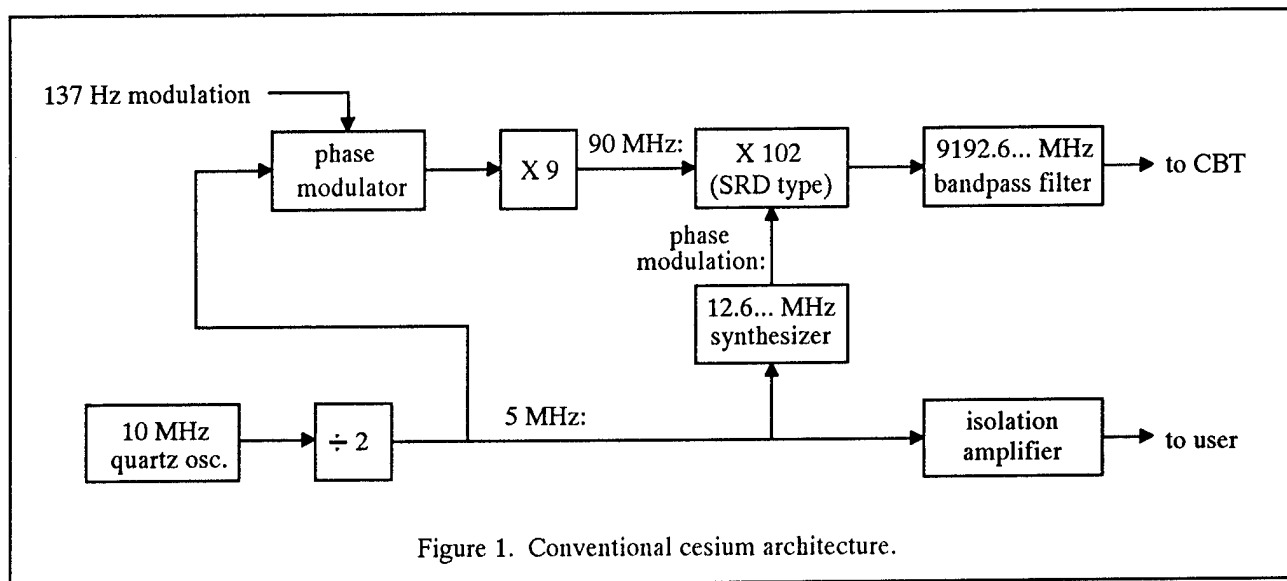 137 Hz modulation
phase
modulator
X 9
90 MHz:
X 102
(SRD type)
9192.6... MHz
bandpass filter
to CBT
phase
modulation:
12.6... MHz
synthesizer
10 MHz
quartz osc.
÷ 2
5 MHz:
isolation
amplifier
to user
Figure 1. Conventional cesium architecture.